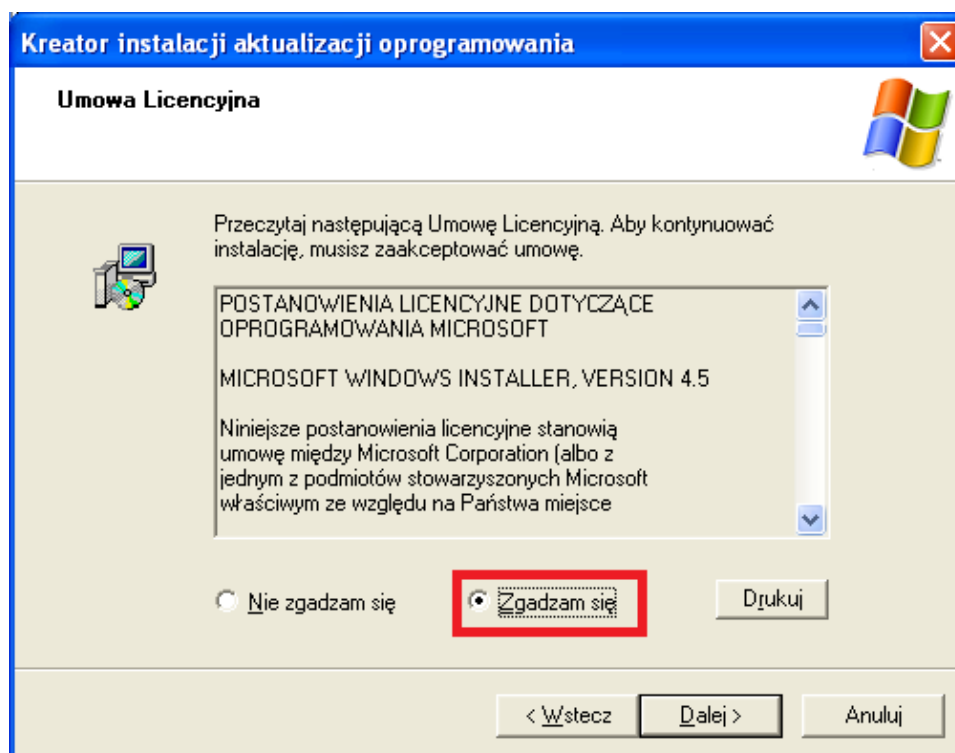 Kreator instalacji aktualizacji oprogramowania
Umowa Licencyjna
Przeczytaj następującą Umowę Licencyjną. Aby kontynuować
instalację, musisz zaakceptować umowę.
POSTANOWIENIA LICENCYJNE DOTYCZĄCE
OPROGRAMOWANIA MICROSOFT
MICROSOFT WINDOWS INSTALLER, VERSION 4.5
Niniejsze postanowienia licencyjne stanowią
umowę między Microsoft Corporation (albo z
jednym z podmiotów stowarzyszonych Microsoft
właściwym ze względu na Państwa miejsce
Nie zgadzam się Zgadzam się Drukuj
< Wstecz Dalej > Anuluj